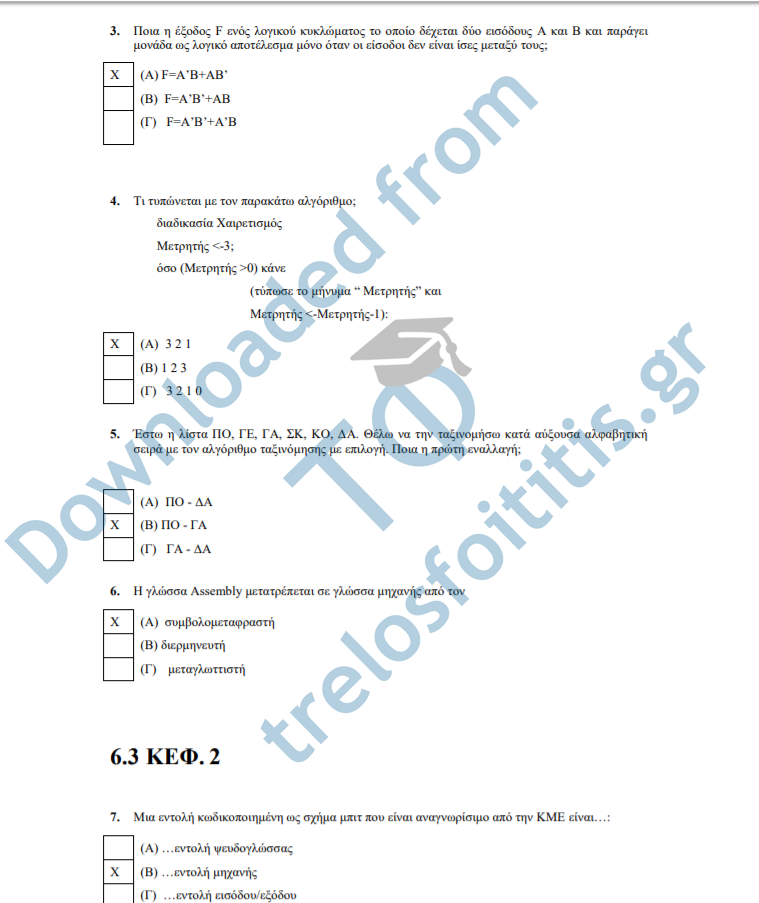 3. Ποια η έξοδος F ενός λογικού κυκλώματος το οποίο δέχεται δύο εισόδους Α και Β και παράγει
μονάδα ως λογικό αποτέλεσμα μόνο όταν οι είσοδοι δεν είναι ίσες μεταξύ τους;
X (Α) F=A’B+AB’
(Β) F=A’B’+AB
(Γ) F=A’B’+A’B
4. Τι τυπώνεται με τον παρακάτω αλγόριθμο;
διαδικασία Χαιρετισμός
Μετρητής <-3;
όσο (Μετρητής >0) κάνε
(τύπωσε το μήνυμα “ Μετρητής” και
Μετρητής <-Μετρητής-1):
X (Α) 3 2 1
(Β) 1 2 3
(Γ) 3 2 1 0
5. Έστω η λίστα ΠΟ, ΓΕ, ΓΑ, ΣΚ, ΚΟ, ΔΑ. Θέλω να την ταξινομήσω κατά αύξουσα αλφαβητική
σειρά με τον αλγόριθμο ταξινόμησης με επιλογή. Ποια η πρώτη εναλλαγή;
(Α) ΠΟ - ΔΑ
X (Β) ΠΟ - ΓΑ
(Γ) ΓΑ - ΔΑ
6. Η γλώσσα Assembly μετατρέπεται σε γλώσσα μηχανής από τον
X (Α) συμβολομεταφραστή
(Β) διερμηνευτή
(Γ) μεταγλωττιστή
6.3 ΚΕΦ. 2
7. Μια εντολή κωδικοποιημένη ως σχήμα μπιτ που είναι αναγνωρίσιμο από την ΚΜΕ είναι…:
(Α) …εντολή ψευδογλώσσας
X (Β) …εντολή μηχανής
(Γ) …εντολή εισόδου/εξόδου
Downloaded from
ΤΦ
trelosfoititis.gr